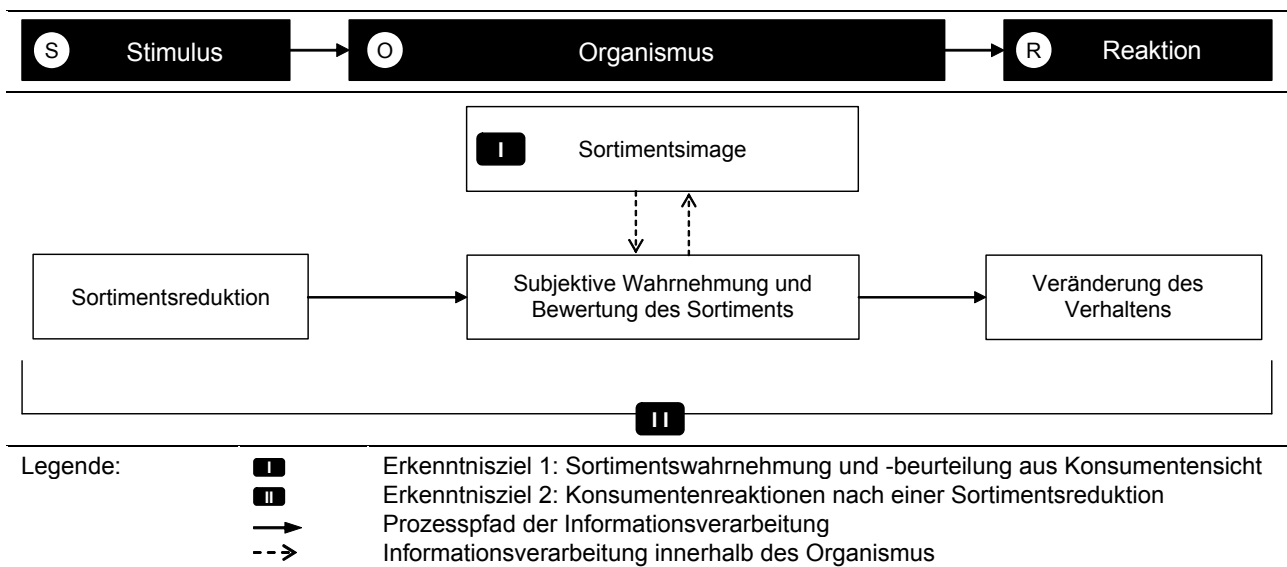 S Stimulus O Organismus R Reaktion
I Sortimentsimage
Sortimentsreduktion
Subjektive Wahrnehmung und
Bewertung des Sortiments
Veränderung des
Verhaltens
II
Legende:
I Erkenntnisziel 1: Sortimentswahrnehmung und -beurteilung aus Konsumentensicht
II Erkenntnisziel 2: Konsumentenreaktionen nach einer Sortimentsreduktion
Prozesspfad der Informationsverarbeitung
Informationsverarbeitung innerhalb des Organismus